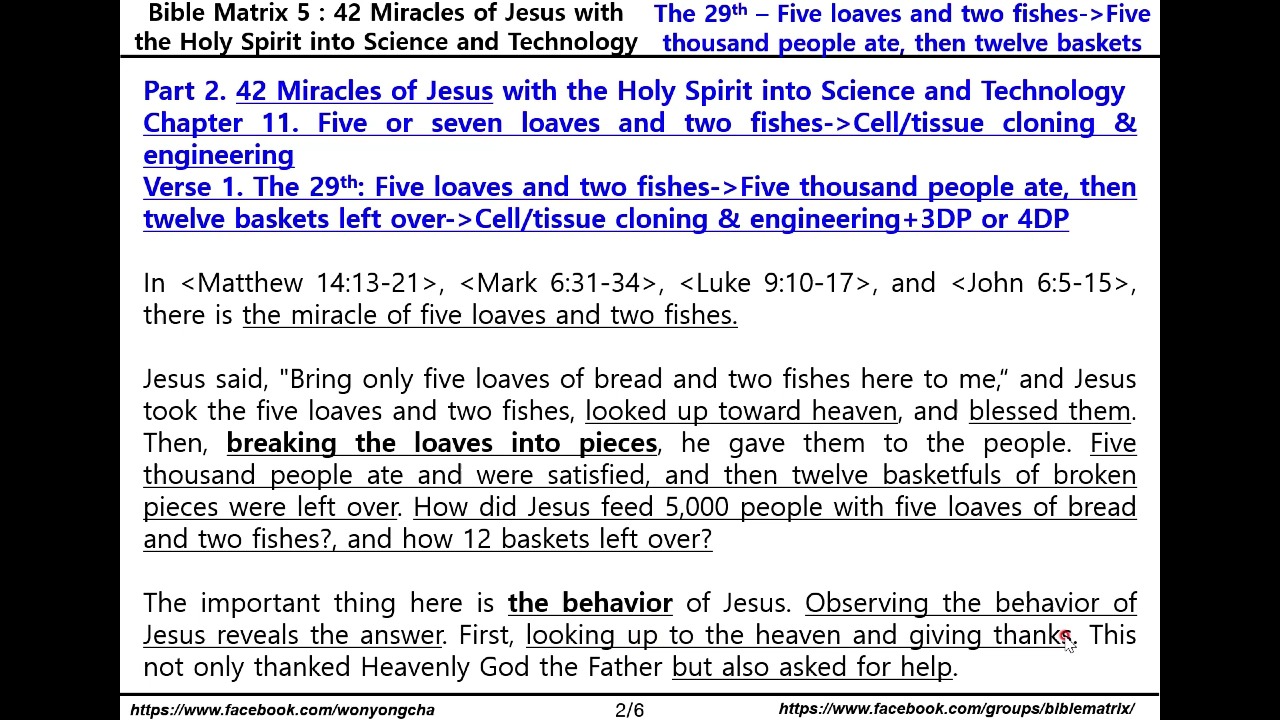 Bible Matrix 5 : 42 Miracles of Jesus with
the Holy Spirit into Science and Technology
The 29th – Five loaves and two fishes->Five
thousand people ate, then twelve baskets
Part 2. 42 Miracles of Jesus with the Holy Spirit into Science and Technology
Chapter 11. Five or seven loaves and two fishes->Cell/tissue cloning &
engineering
Verse 1. The 29th: Five loaves and two fishes->Five thousand people ate, then
twelve baskets left over->Cell/tissue cloning & engineering+3DP or 4DP
In <Matthew 14:13-21>, <Mark 6:31-34>, <Luke 9:10-17>, and <John 6:5-15>,
there is the miracle of five loaves and two fishes.
Jesus said, "Bring only five loaves of bread and two fishes here to me,“ and Jesus
took the five loaves and two fishes, looked up toward heaven, and blessed them.
Then, breaking the loaves into pieces, he gave them to the people. Five
thousand people ate and were satisfied, and then twelve basketfuls of broken
pieces were left over. How did Jesus feed 5,000 people with five loaves of bread
and two fishes?, and how 12 baskets left over?
The important thing here is the behavior of Jesus. Observing the behavior of
Jesus reveals the answer. First, looking up to the heaven and giving thanks. This
not only thanked Heavenly God the Father but also asked for help.
https://www.facebook.com/wonyongcha
2/6
https://www.facebook.com/groups/biblematrix/